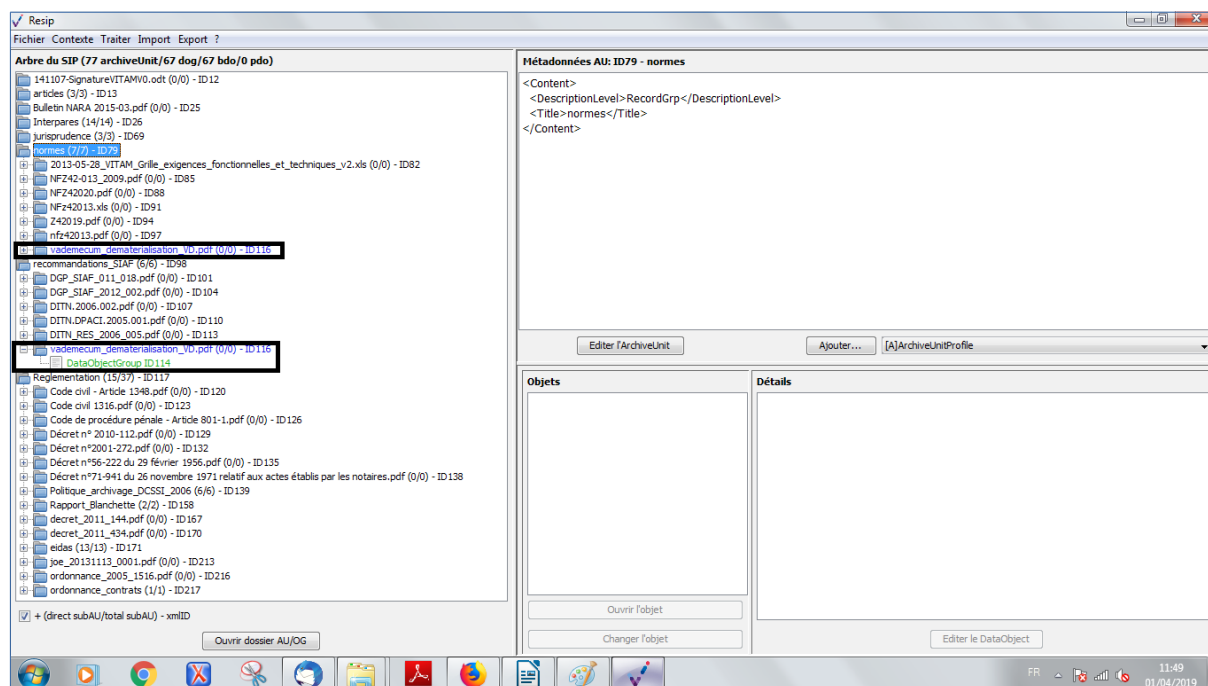 Resip
Fichier Contexte Traiter Import Export ?
Arbre du SIP (77 archiveUnit/67 dog/67 bdo/0 pdo)
141107-SignatureVITAMV0.odt (0/0) - ID12
articles (3/3) - ID13
Bulletin NARA 2015-03.pdf (0/0) - ID25
Interpares (14/14) - ID26
jurisprudence (3/3) - ID69
normes (7/7) - ID79
2013-05-28_VITAM_Grille_exigences_fonctionnelles_et_techniques_v2.xls (0/0) - ID82
NFZ42-013_2009.pdf (0/0) - ID85
NFZ42020.pdf (0/0) - ID88
NFz42013.xls (0/0) - ID91
Z42019.pdf (0/0) - ID94
nfz42013.pdf (0/0) - ID97
vademecum_dematerialisation_VD.pdf (0/0) - ID116
recommandations_SIAF (6/6) - ID98
DGP_SIAF_011_018.pdf (0/0) - ID101
DGP_SIAF_2012_002.pdf (0/0) - ID104
DITN.2006.002.pdf (0/0) - ID107
DITN.DPACI.2005.001.pdf (0/0) - ID110
DITN_RES_2006_005.pdf (0/0) - ID113
vademecum_dematerialisation_VD.pdf (0/0) - ID116
DataObjectGroup ID114
Reglementation (15/37) - ID117
Code civil - Article 1348.pdf (0/0) - ID120
Code civil 1316.pdf (0/0) - ID123
Code de procédure pénale - Article 801-1.pdf (0/0) - ID126
Décret n° 2010-112.pdf (0/0) - ID129
Décret n°2001-272.pdf (0/0) - ID132
Décret n°56-222 du 29 février 1956.pdf (0/0) - ID135
Décret n°71-941 du 26 novembre 1971 relatif aux actes établis par les notaires.pdf (0/0) - ID138
Politique_archivage_DCSSI_2006 (6/6) - ID139
Rapport_Blanchette (2/2) - ID158
decret_2011_144.pdf (0/0) - ID167
decret_2011_434.pdf (0/0) - ID170
eidas (13/13) - ID171
joe_20131113_0001.pdf (0/0) - ID213
ordonnance_2005_1516.pdf (0/0) - ID216
ordonnance_contrats (1/1) - ID217
+ (direct subAU/total subAU) - xmlID
Ouvrir dossier AU/OG
Métadonnées AU: ID79 - normes
<Content>
<DescriptionLevel>RecordGrp</DescriptionLevel>
<Title>normes</Title>
</Content>
Editer l'ArchiveUnit
Ajouter...
[A]ArchiveUnitProfile
Objets
Détails
Ouvrir l'objet
Changer l'objet
Editer le DataObject
FR
11:49
01/04/2019